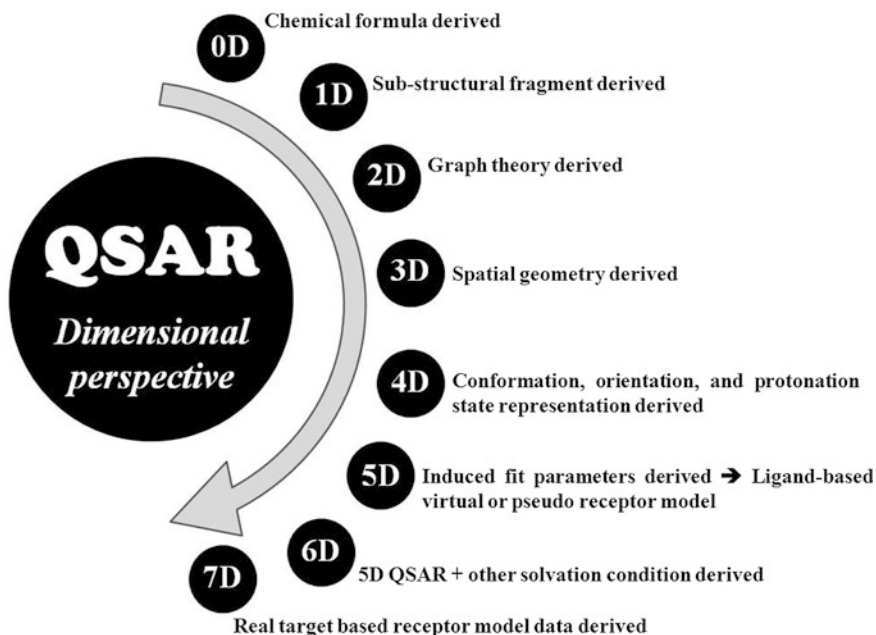 0D
Chemical formula derived
1D
Sub-structural fragment derived
2D
Graph theory derived
QSAR
Dimensional
perspective
3D
Spatial geometry derived
4D
Conformation, orientation, and protonation
state representation derived
5D
Induced fit parameters derived ➔ Ligand-based
virtual or pseudo receptor model
6D
5D QSAR + other solvation condition derived
7D
Real target based receptor model data derived